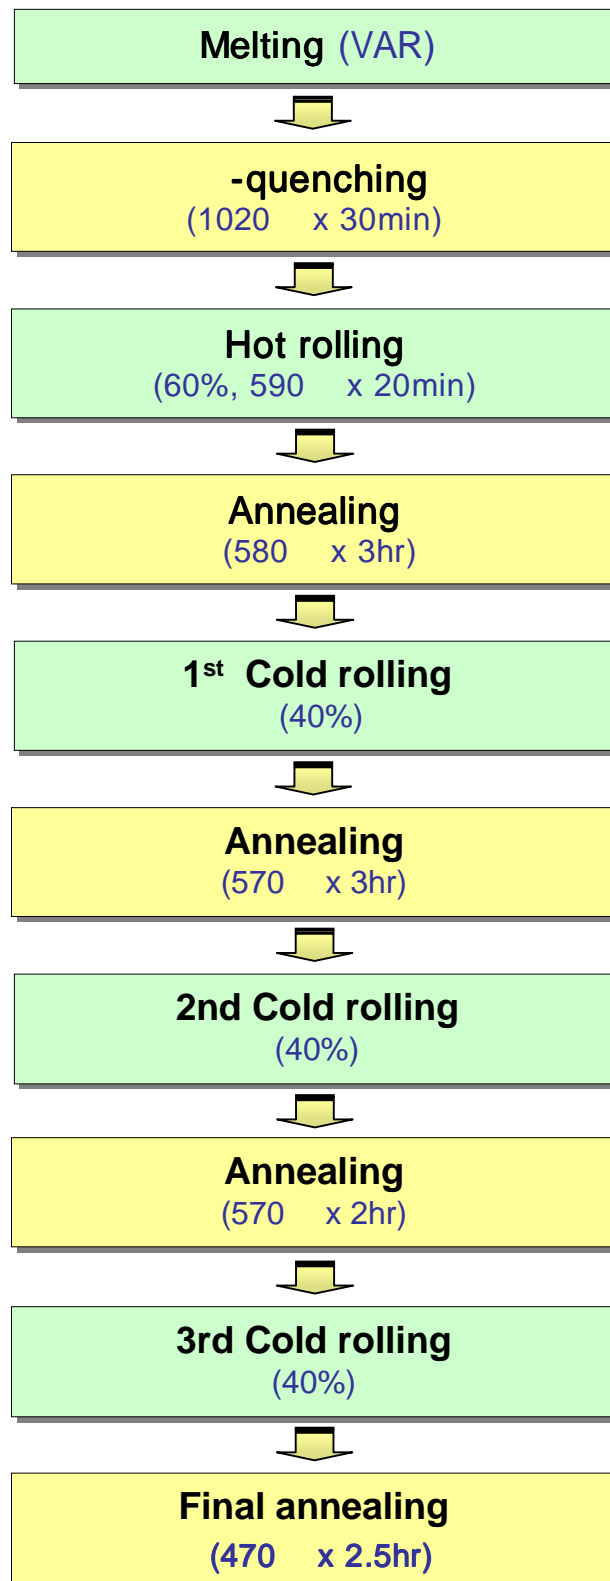 Melting (VAR)
-quenching
(1020 x 30min)
Hot rolling
(60%, 590 x 20min)
Annealing
(580 x 3hr)
1st Cold rolling
(40%)
Annealing
(570 x 3hr)
2nd Cold rolling
(40%)
Annealing
(570 x 2hr)
3rd Cold rolling
(40%)
Final annealing
(470 x 2.5hr)